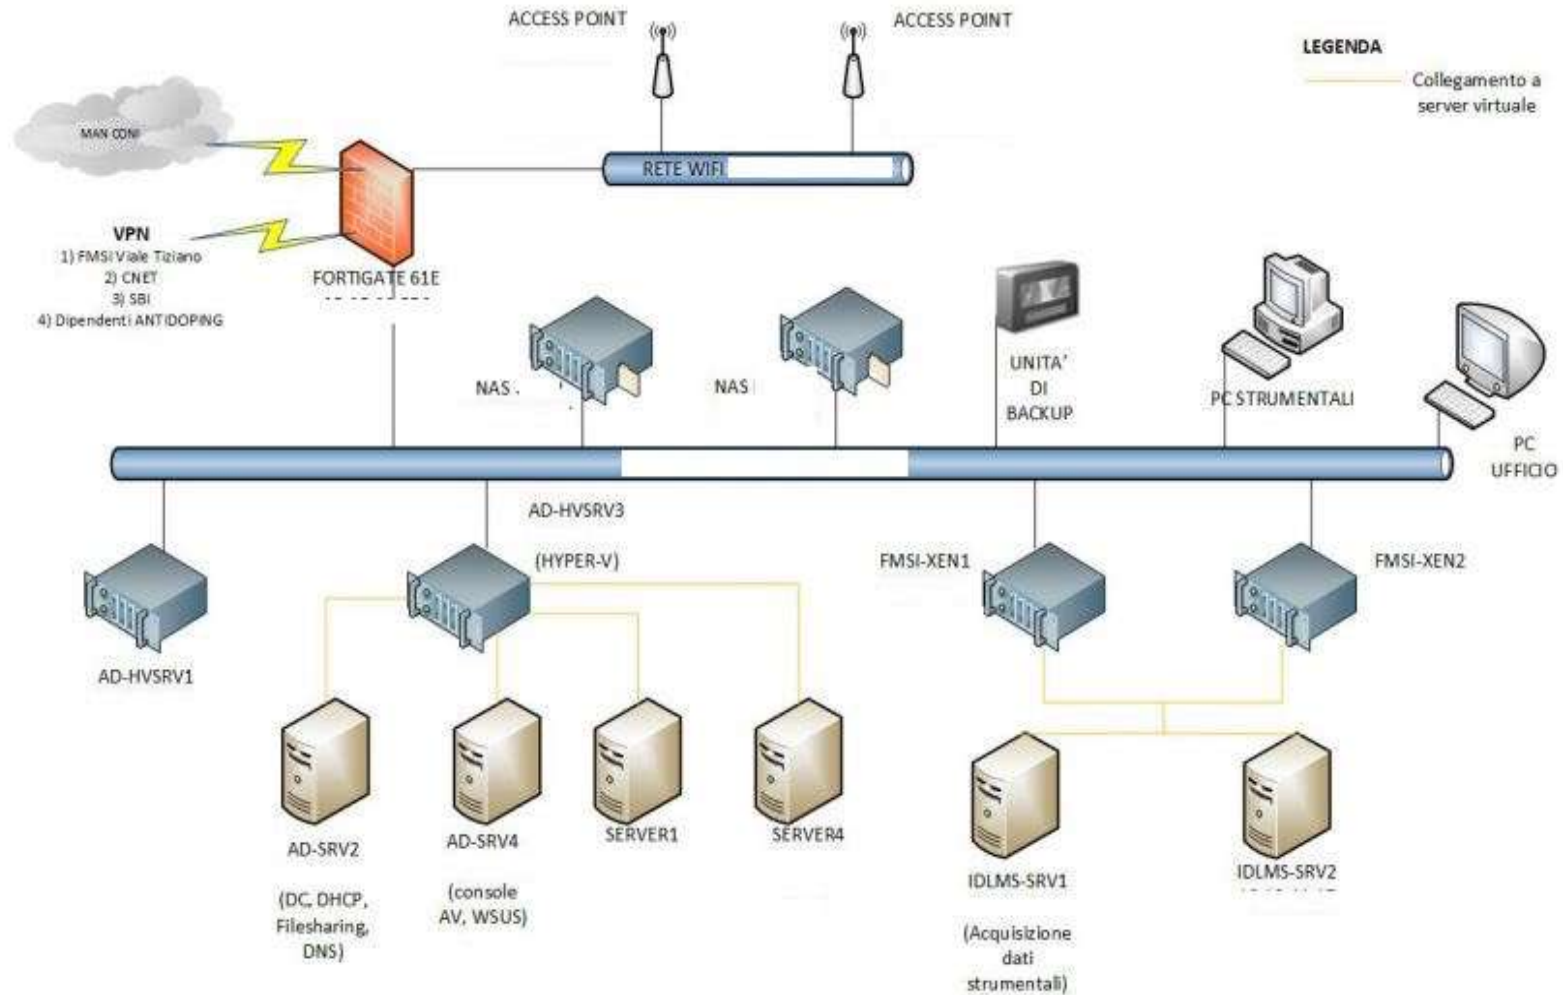 ACCESS POINT
ACCESS POINT
LEGENDA
Collegamento a
server virtuale
MAN CONI
RETE WIFI
VPN
1) FMSI Viale Tiziano
2) CNET
3) SBI
4) Dipendenti ANTIDOPING
FORTIGATE 61E
NAS
NAS
UNITA'
DI
BACKUP
PC STRUMENTALI
PC
UFFICIO
AD-HVSRV3
(HYPER-V)
FMSI-XEN1
FMSI-XEN2
AD-HVSRV1
AD-SRV2
(DC, DHCP,
Filesharing,
DNS)
AD-SRV4
(console
AV, WSUS)
SERVER1
SERVER4
IDLMS-SRV1
(Acquisizione
dati
strumentali)
IDLMS-SRV2